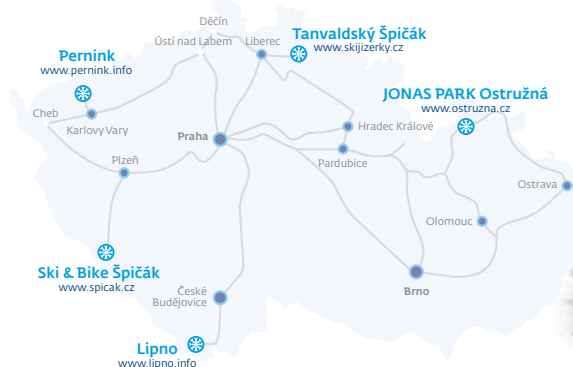 Děčín
Ústí nad Labem
Liberec
Tanvaldský Špičák
www.skijizerky.cz
Pernink
www.pernink.info
JONAS PARK Ostružná
www.ostruzna.cz
Cheb
Karlovy Vary
Praha
Hradec Králové
Pardubice
Plzeň
Ostrava
Olomouc
Ski & Bike Špičák
www.spicak.cz
České
Budějovice
Brno
Lipno
www.lipno.info